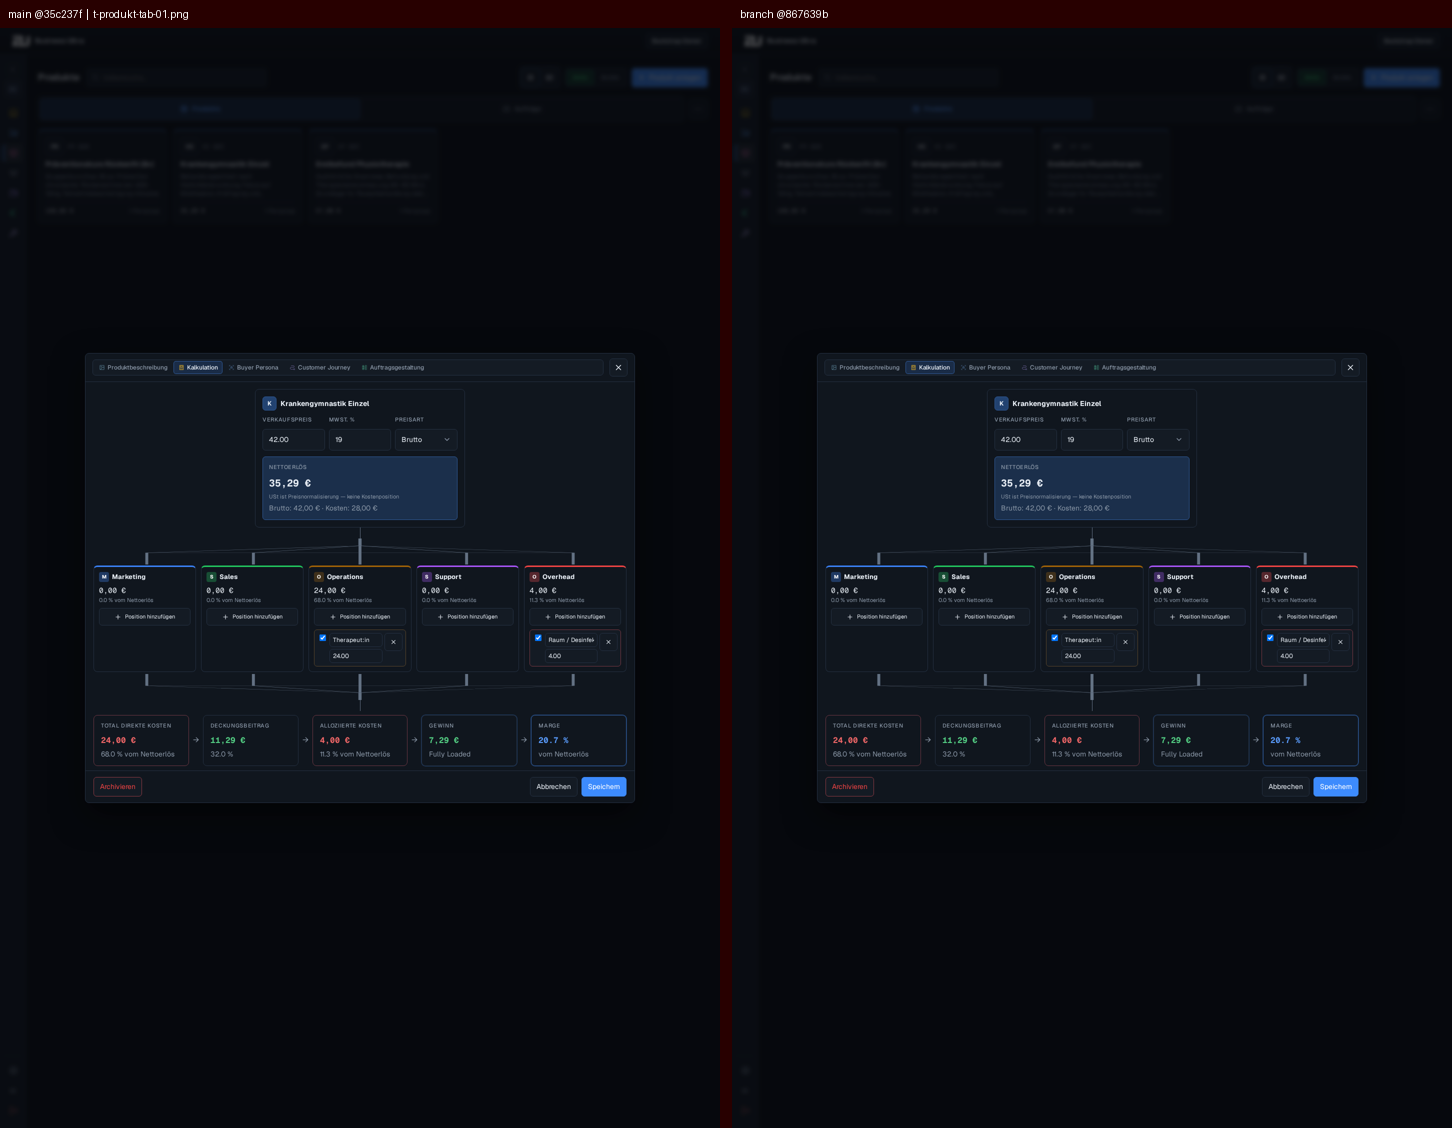 main @35c237f | t-produkt-tab-01.png
Produkte
Produktbeschreibung Kalkulation Buyer Persona Customer Journey Auftragsgestaltung
K Krankengymnastik Einzel
VERKAUFSPREIS MWST. % PREISART
42.00 19 Brutto
NETTOERLÖS
35,29 €
USt ist Preisnormalisierung — keine Kostenposition
Brutto: 42,00 € · Kosten: 28,00 €
M Marketing
0,00 €
0.0 % vom Nettoerlös
+ Position hinzufügen
S Sales
0,00 €
0.0 % vom Nettoerlös
+ Position hinzufügen
O Operations
24,00 €
68.0 % vom Nettoerlös
+ Position hinzufügen
Therapeut:in
24.00
S Support
0,00 €
0.0 % vom Nettoerlös
+ Position hinzufügen
O Overhead
4,00 €
11.3 % vom Nettoerlös
+ Position hinzufügen
Raum / Desinfek
4.00
TOTAL DIREKTE KOSTEN
24,00 €
68.0 % vom Nettoerlös
DECKUNGSBEITRAG
11,29 €
32.0 %
ALLOZIERTE KOSTEN
4,00 €
11.3 % vom Nettoerlös
GEWINN
7,29 €
Fully Loaded
MARGE
20.7 %
vom Nettoerlös
Archivieren
Abbrechen
Speichern
branch @867639b
Produkte
Produktbeschreibung Kalkulation Buyer Persona Customer Journey Auftragsgestaltung
K Krankengymnastik Einzel
VERKAUFSPREIS MWST. % PREISART
42.00 19 Brutto
NETTOERLÖS
35,29 €
USt ist Preisnormalisierung — keine Kostenposition
Brutto: 42,00 € · Kosten: 28,00 €
M Marketing
0,00 €
0.0 % vom Nettoerlös
+ Position hinzufügen
S Sales
0,00 €
0.0 % vom Nettoerlös
+ Position hinzufügen
O Operations
24,00 €
68.0 % vom Nettoerlös
+ Position hinzufügen
Therapeut:in
24.00
S Support
0,00 €
0.0 % vom Nettoerlös
+ Position hinzufügen
O Overhead
4,00 €
11.3 % vom Nettoerlös
+ Position hinzufügen
Raum / Desinfek
4.00
TOTAL DIREKTE KOSTEN
24,00 €
68.0 % vom Nettoerlös
DECKUNGSBEITRAG
11,29 €
32.0 %
ALLOZIERTE KOSTEN
4,00 €
11.3 % vom Nettoerlös
GEWINN
7,29 €
Fully Loaded
MARGE
20.7 %
vom Nettoerlös
Archivieren
Abbrechen
Speichern